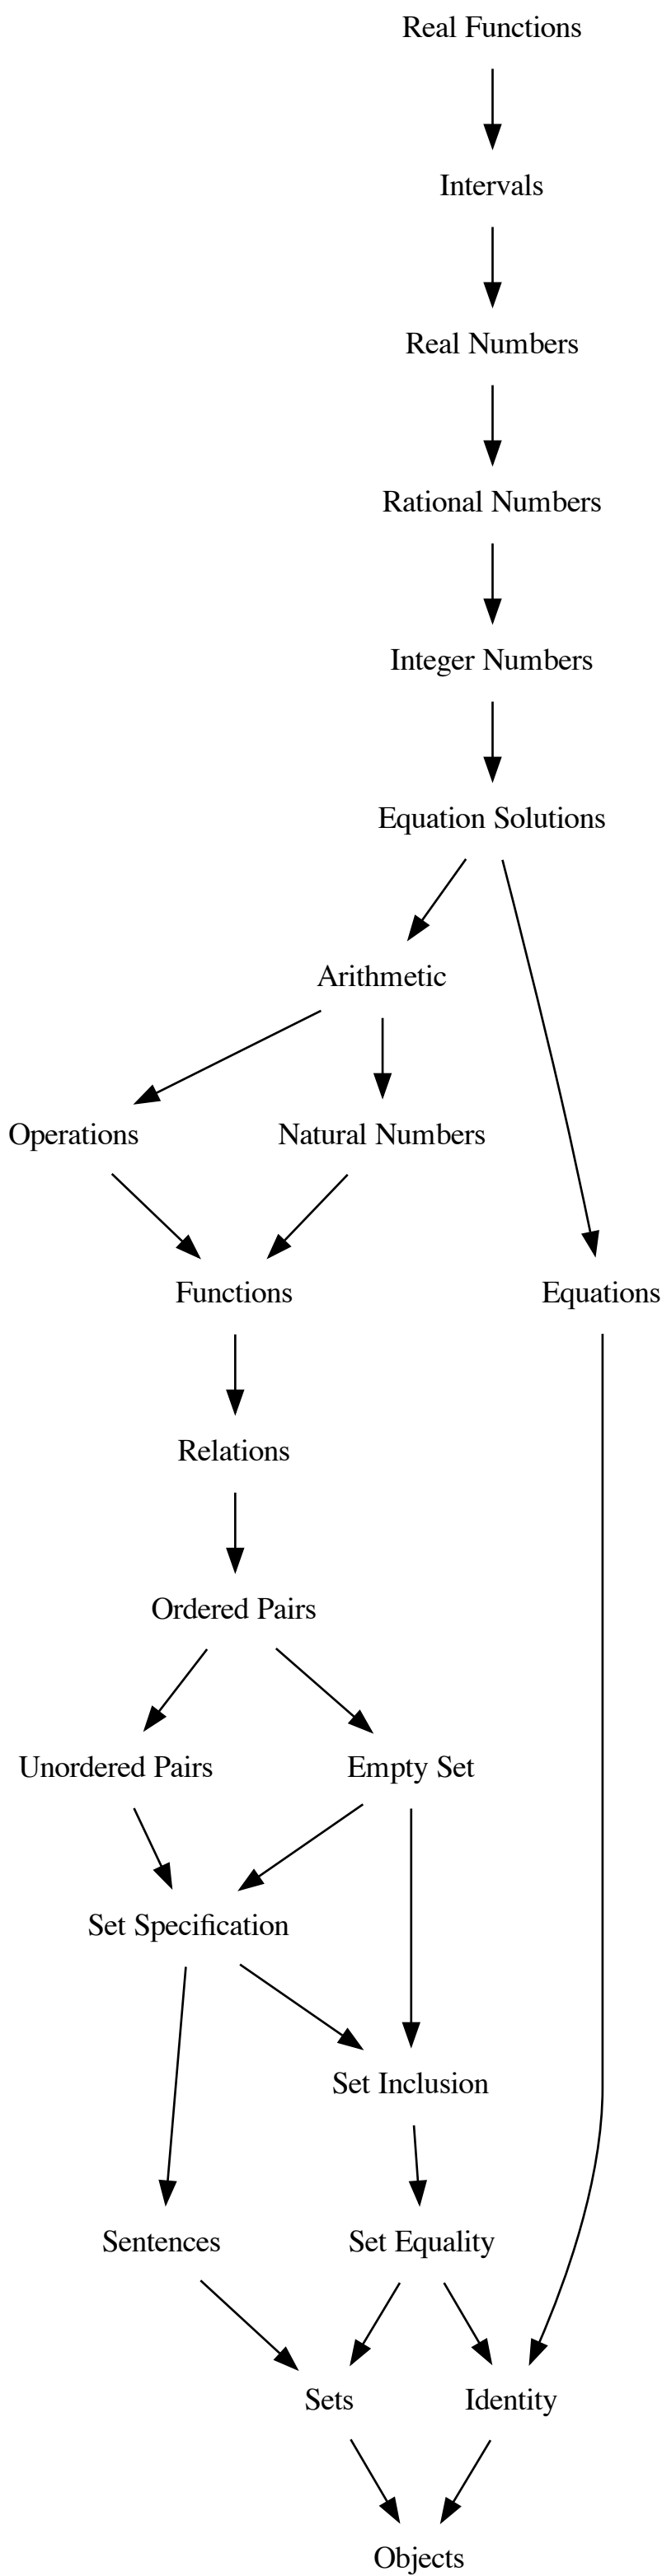 Real Functions
Intervals
Real Numbers
Rational Numbers
Integer Numbers
Equation Solutions
Arithmetic
Operations
Natural Numbers
Functions
Equations
Relations
Ordered Pairs
Unordered Pairs
Empty Set
Set Specification
Set Inclusion
Sentences
Set Equality
Sets
Identity
Objects